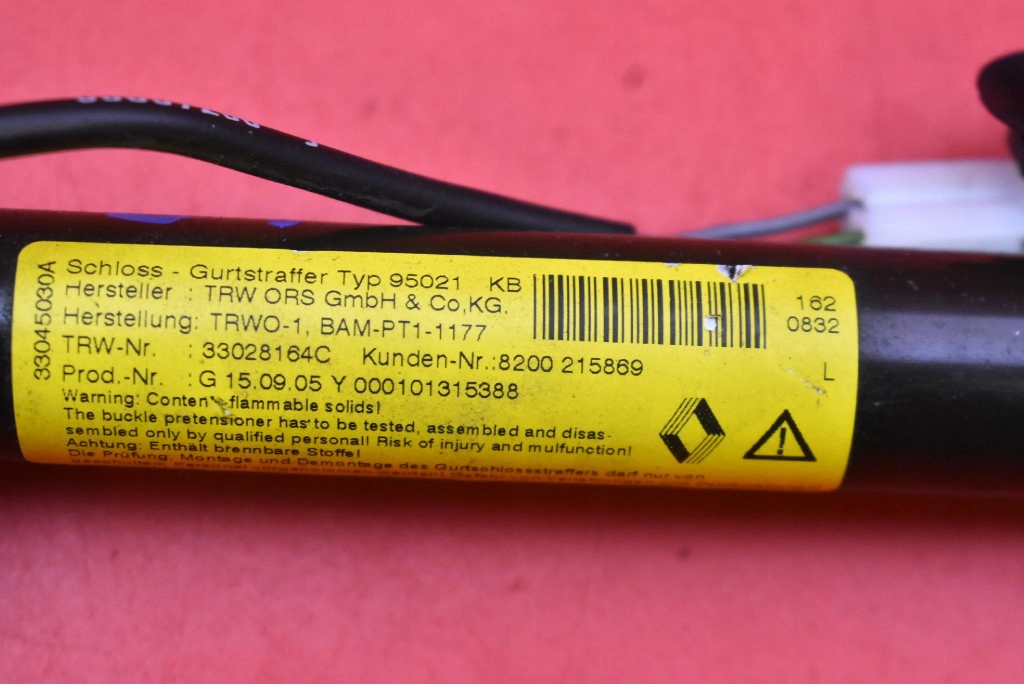 33045030A
Schloss - Gurtstraffer Typ 95021 KB
Hersteller : TRW ORS GmbH & Co,KG.
Herstellung: TRWO-1, BAM-PT1-1177
TRW-Nr. : 33028164C Kunden-Nr.:8200 215869
Prod.-Nr. : G 15.09.05 Y 000101315388
Warning: Conten flammable solids!
The buckle pretensioner has to be tested, assembled and disas-
sembled only by qualified personal! Risk of injury and mulfunction!
Achtung: Enthält brennbare Stoffe!
Die Prüfung, Montage und Demontage des Gurtschlossstraffers darf nur von
162
0832
L